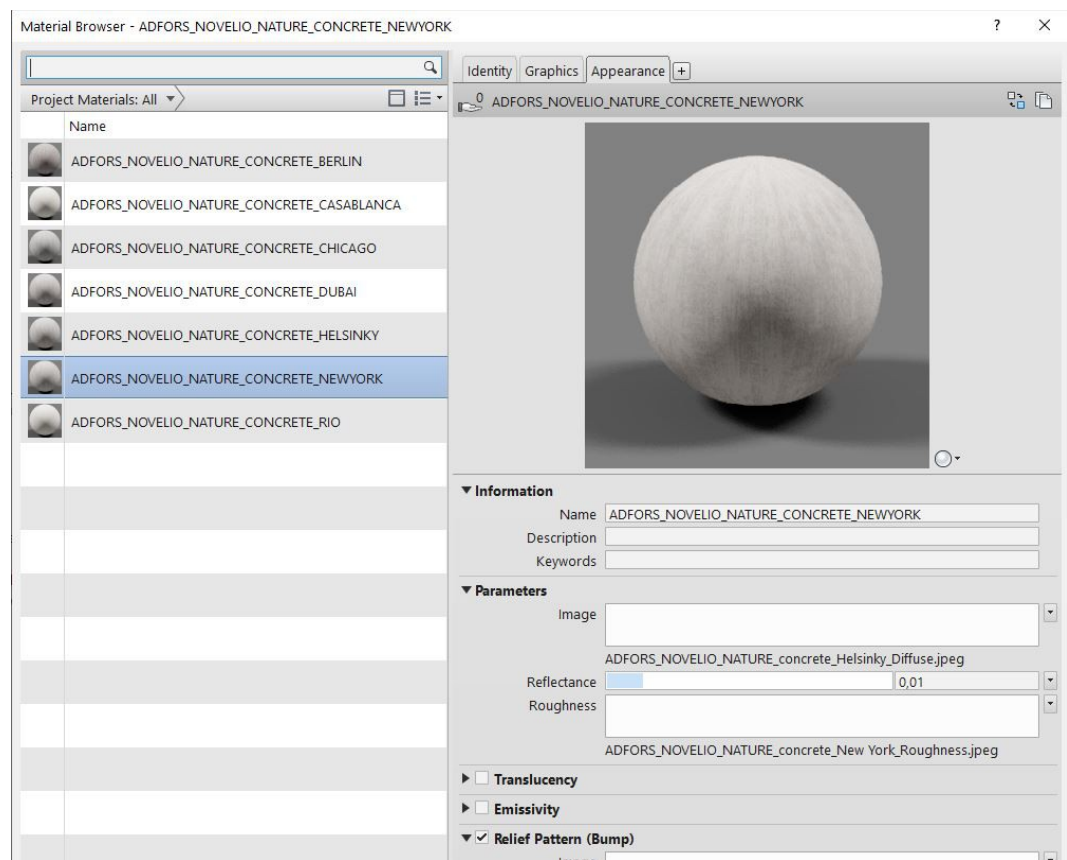 Material Browser - ADFORS_NOVELIO_NATURE_CONCRETE_NEWYORK
?
Project Materials: All
Name
ADFORS_NOVELIO_NATURE_CONCRETE_BERLIN
ADFORS_NOVELIO_NATURE_CONCRETE_CASABLANCA
ADFORS_NOVELIO_NATURE_CONCRETE_CHICAGO
ADFORS_NOVELIO_NATURE_CONCRETE_DUBAI
ADFORS_NOVELIO_NATURE_CONCRETE_HELSINKY
ADFORS_NOVELIO_NATURE_CONCRETE_NEWYORK
ADFORS_NOVELIO_NATURE_CONCRETE_RIO
Identity Graphics Appearance +
0 ADFORS_NOVELIO_NATURE_CONCRETE_NEWYORK
Information
Name ADFORS_NOVELIO_NATURE_CONCRETE_NEWYORK
Description
Keywords
Parameters
Image
ADFORS_NOVELIO_NATURE_concrete_Helsinky_Diffuse.jpeg
Reflectance 0,01
Roughness
ADFORS_NOVELIO_NATURE_concrete_New York_Roughness.jpeg
Translucency
Emissivity
Relief Pattern (Bump)